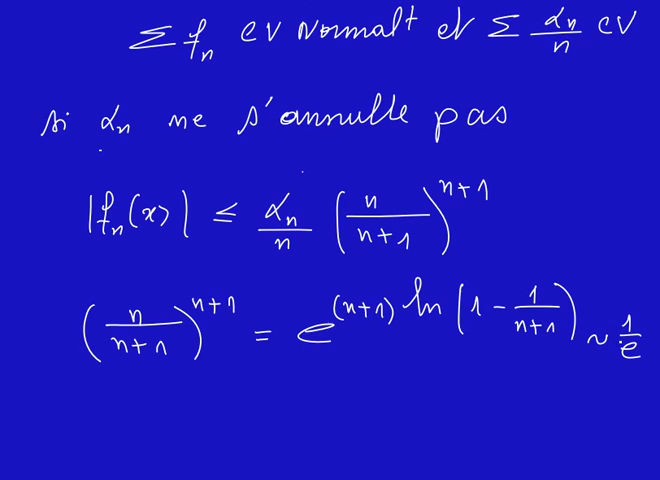 Σ fₙ cv normalt et Σ αₙ/n cv
si αₙ ne s'annulle pas
|fₙ(x)| ≤ αₙ/n (n/(n+1))^(n+1)
(n/(n+1))^(n+1) = e^((n+1) ln(1 - 1/(n+1))) ~ 1/e